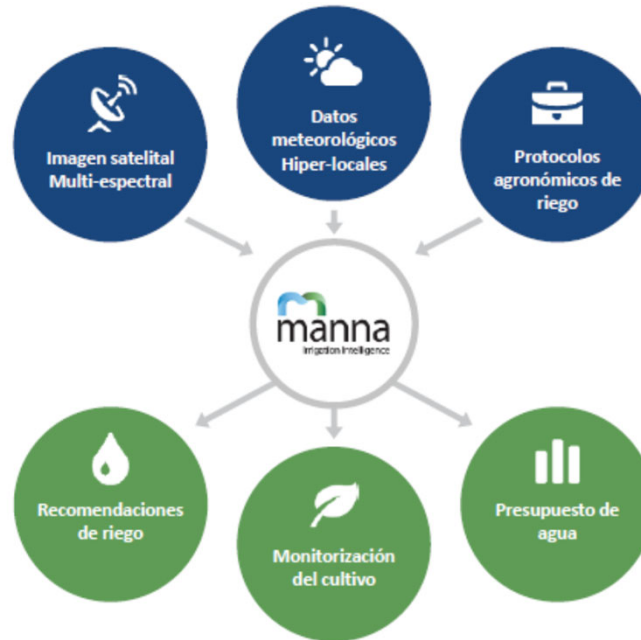 Imagen satelital
Multi-espectral
Datos
meteorológicos
Hiper-locales
Protocolos
agronómicos de
riego
manna
Irrigation Intelligence
Recomendaciones
de riego
Monitorización
del cultivo
Presupuesto de
agua